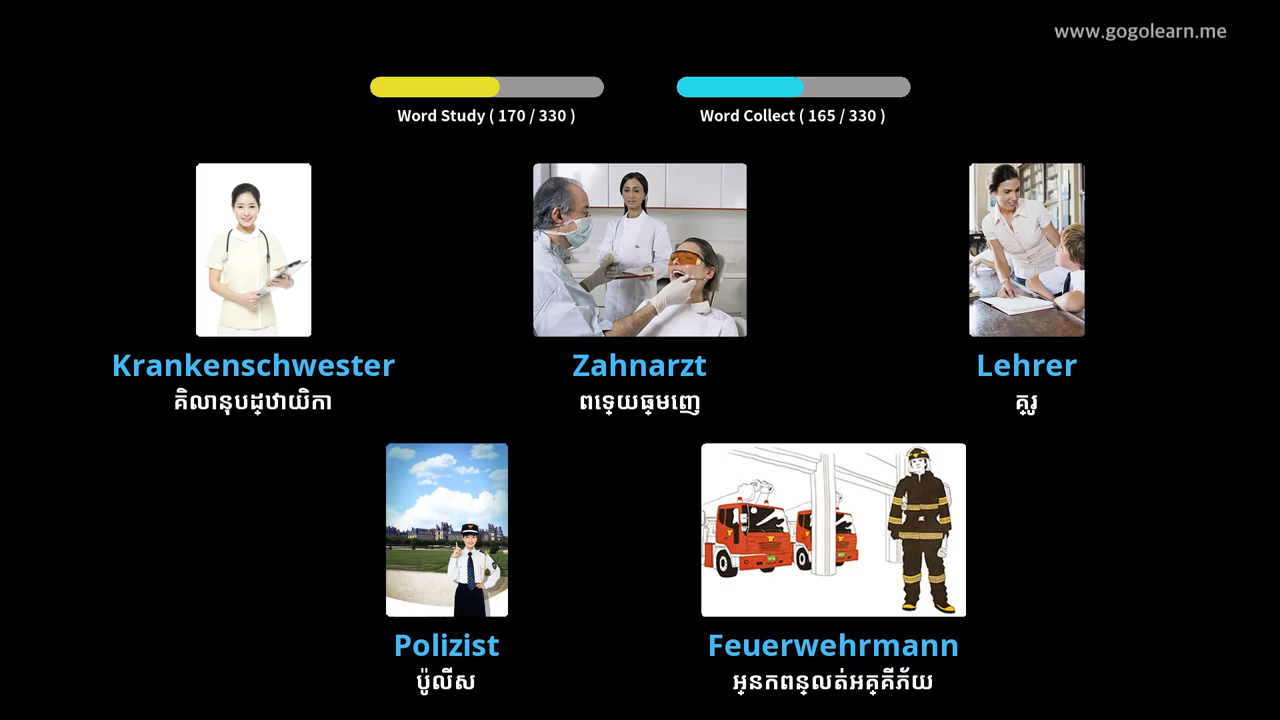 www.gogolearn.me
Word Study ( 170 / 330 )
Word Collect ( 165 / 330 )
Krankenschwester
គិលានុបដ្ឋាយិកា
Zahnarzt
ពេទ្យធ្មេញ
Lehrer
គ្រូ
Polizist
ប៉ូលីស
Feuerwehrmann
អ្នកពន្លត់អគ្គីភ័យ